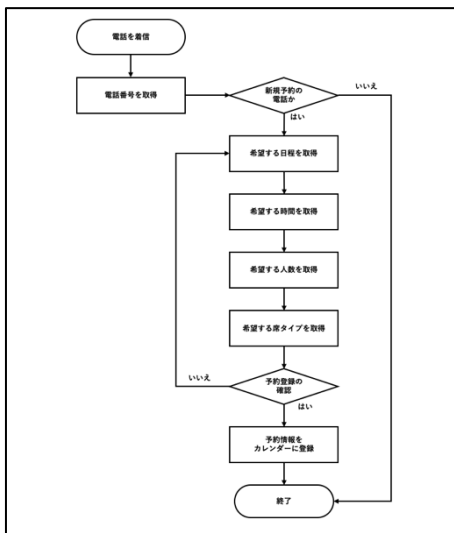 電話を着信
電話番号を取得
新規予約の
電話か
いいえ
はい
希望する日程を取得
希望する時間を取得
希望する人数を取得
希望する席タイプを取得
予約登録の
確認
いいえ
はい
予約情報を
カレンダーに登録
終了